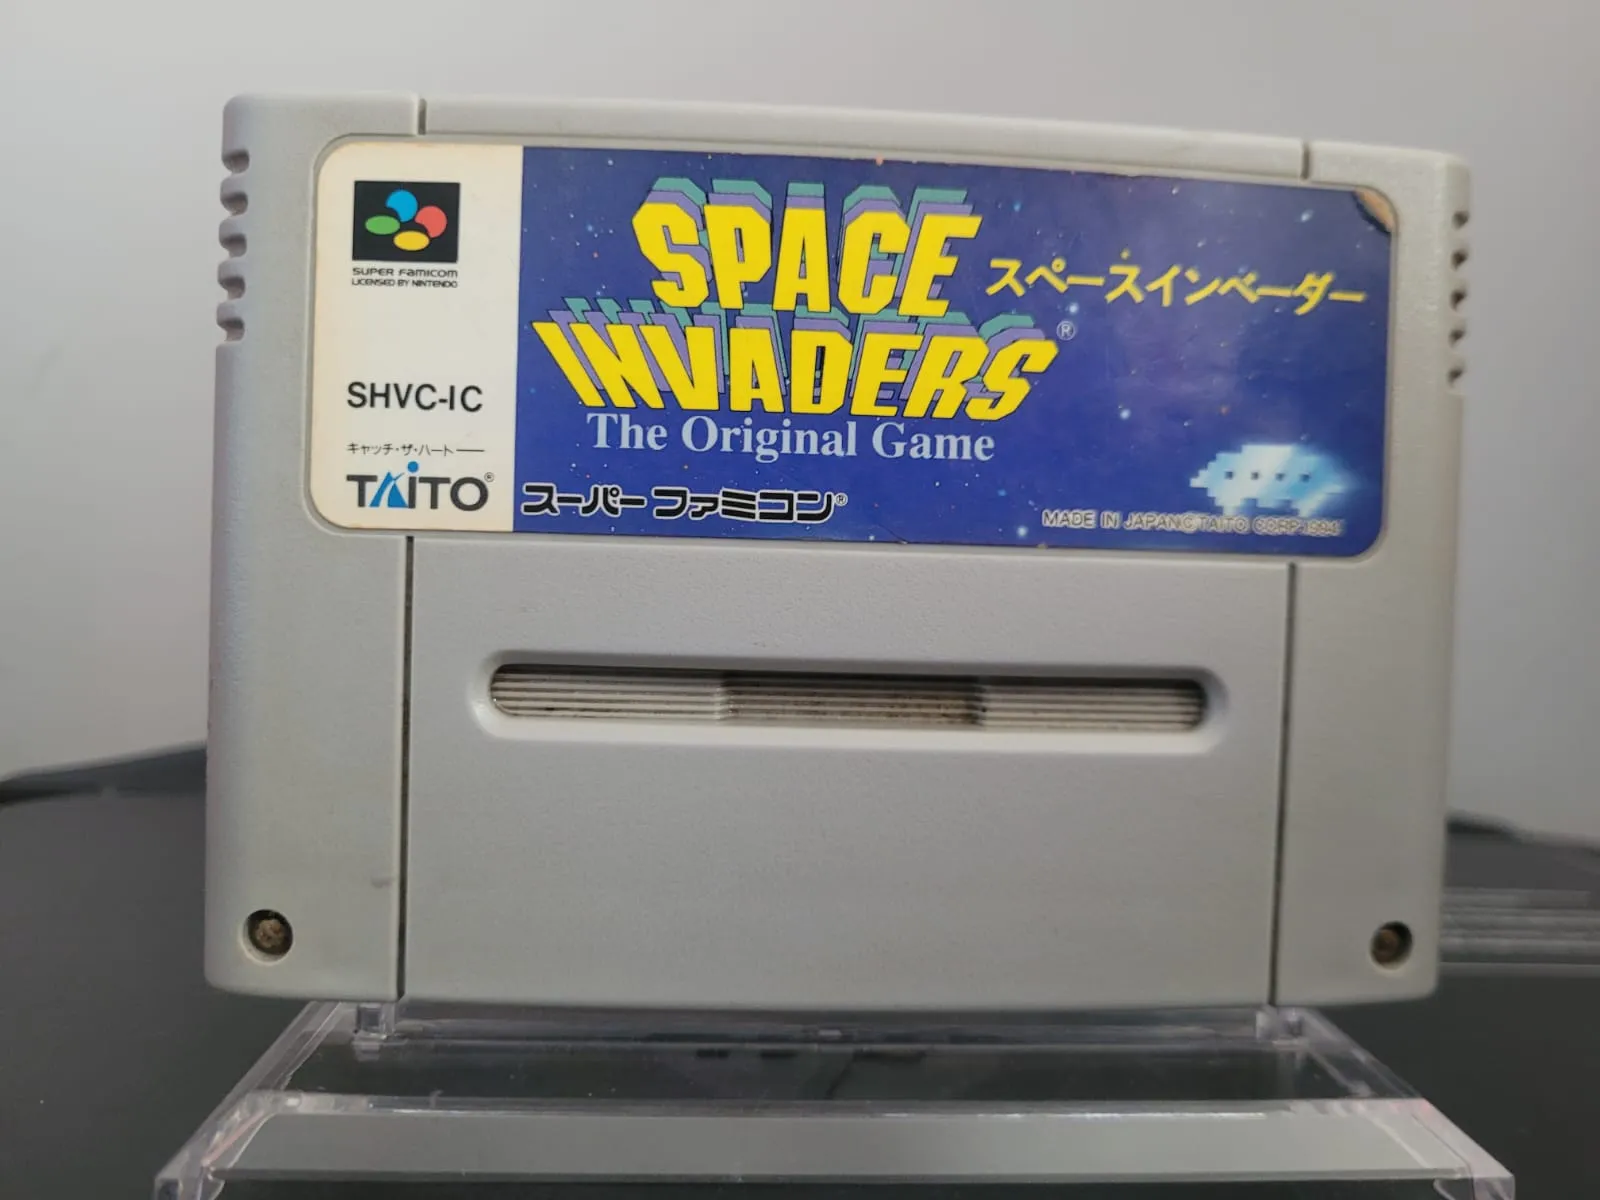 SUPER Famicom
LICENSED BY NINTENDO
SHVC-IC
キャッチ・ザ・ハート
TAITO®
SPACE
INVADERS®
スペースインベーダー
The Original Game
スーパーファミコン®
MADE IN JAPAN©TAITO CORP.1994